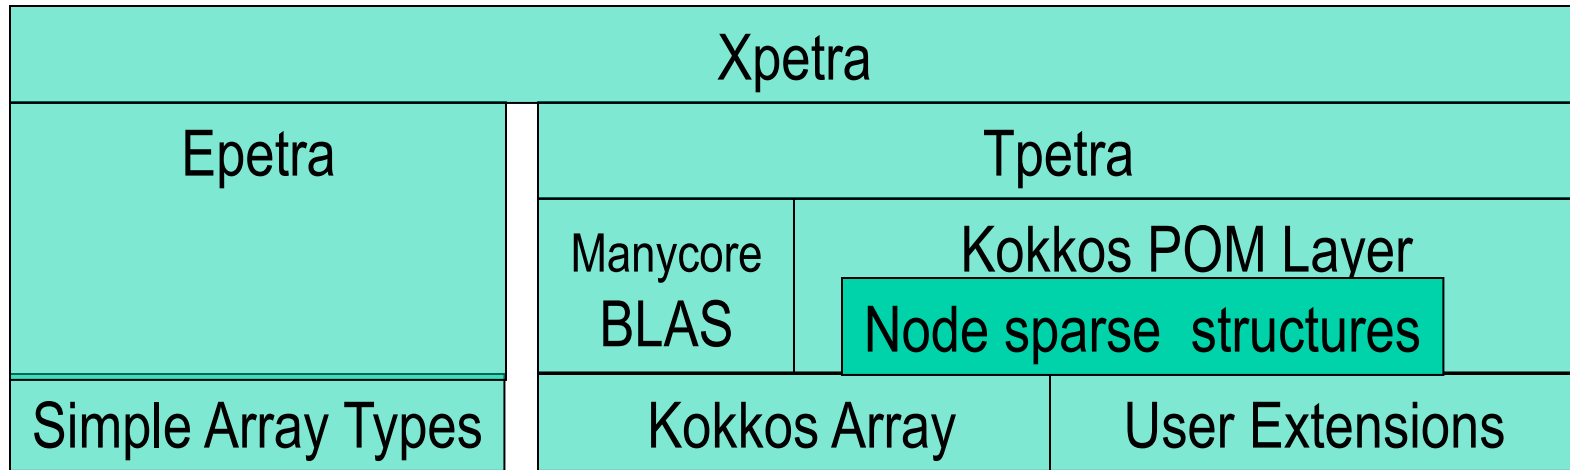 Xpetra
Epetra
Tpetra
Manycore
BLAS
Kokkos POM Layer
Node sparse  structures
Simple Array Types
Kokkos Array
User Extensions